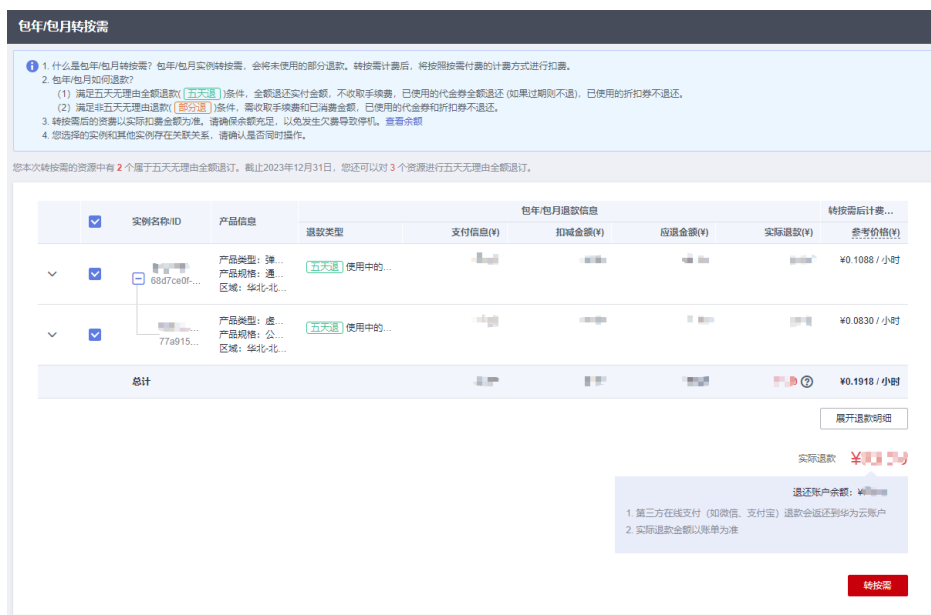 包年/包月转按需
1. 什么是包年/包月转按需？包年/包月实例转按需，会将未使用的部分退款。转按需计费后，将按照按需付费的计费方式进行扣费。
2. 包年/包月如何退款？
（1）满足五天无理由全额退款( 五天退 )条件，全额退还实付金额，不收取手续费，已使用的代金券全额退还 (如果过期则不退)，已使用的折扣券不退还。
（2）满足非五天无理由退款( 部分退 )条件，需收取手续费和已消费金额，已使用的代金券和折扣券不退还。
3. 转按需后的资费以实际扣费金额为准。请确保余额充足，以免发生欠费导致停机。查看余额
4. 您选择的实例和其他实例存在关联关系，请确认是否同时操作。
您本次转按需的资源中有 2 个属于五天无理由全额退订。截止2023年12月31日，您还可以对 3 个资源进行五天无理由全额退订。
实例名称/ID 产品信息 包年/包月退款信息 转按需后计费...
退款类型 支付信息(¥) 扣减金额(¥) 应退金额(¥) 实际退款(¥) 参考价格(¥)
产品类型：弹...
68d7ce0f-... 产品规格：通... 五天退 使用中的... ¥0.1088 / 小时
区域：华北-北...
产品类型：虚...
77a915... 产品规格：公... 五天退 使用中的... ¥0.0830 / 小时
区域：华北-北...
总计 ¥0.1918 / 小时
展开退款明细
实际退款 ¥
退还账户余额：¥
1. 第三方在线支付（如微信、支付宝）退款会返还到华为云账户
2. 实际退款金额以账单为准
转按需